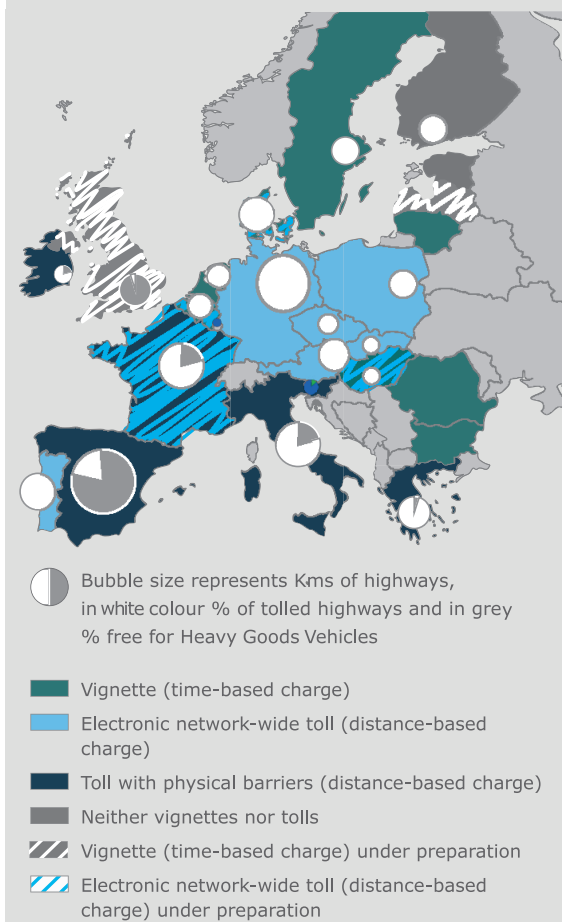 Bubble size represents Kms of highways,
in white colour % of tolled highways and in grey
% free for Heavy Goods Vehicles
Vignette (time-based charge)
Electronic network-wide toll (distance-based
charge)
Toll with physical barriers (distance-based charge)
Neither vignettes nor tolls
Vignette (time-based charge) under preparation
Electronic network-wide toll (distance-based
charge) under preparation